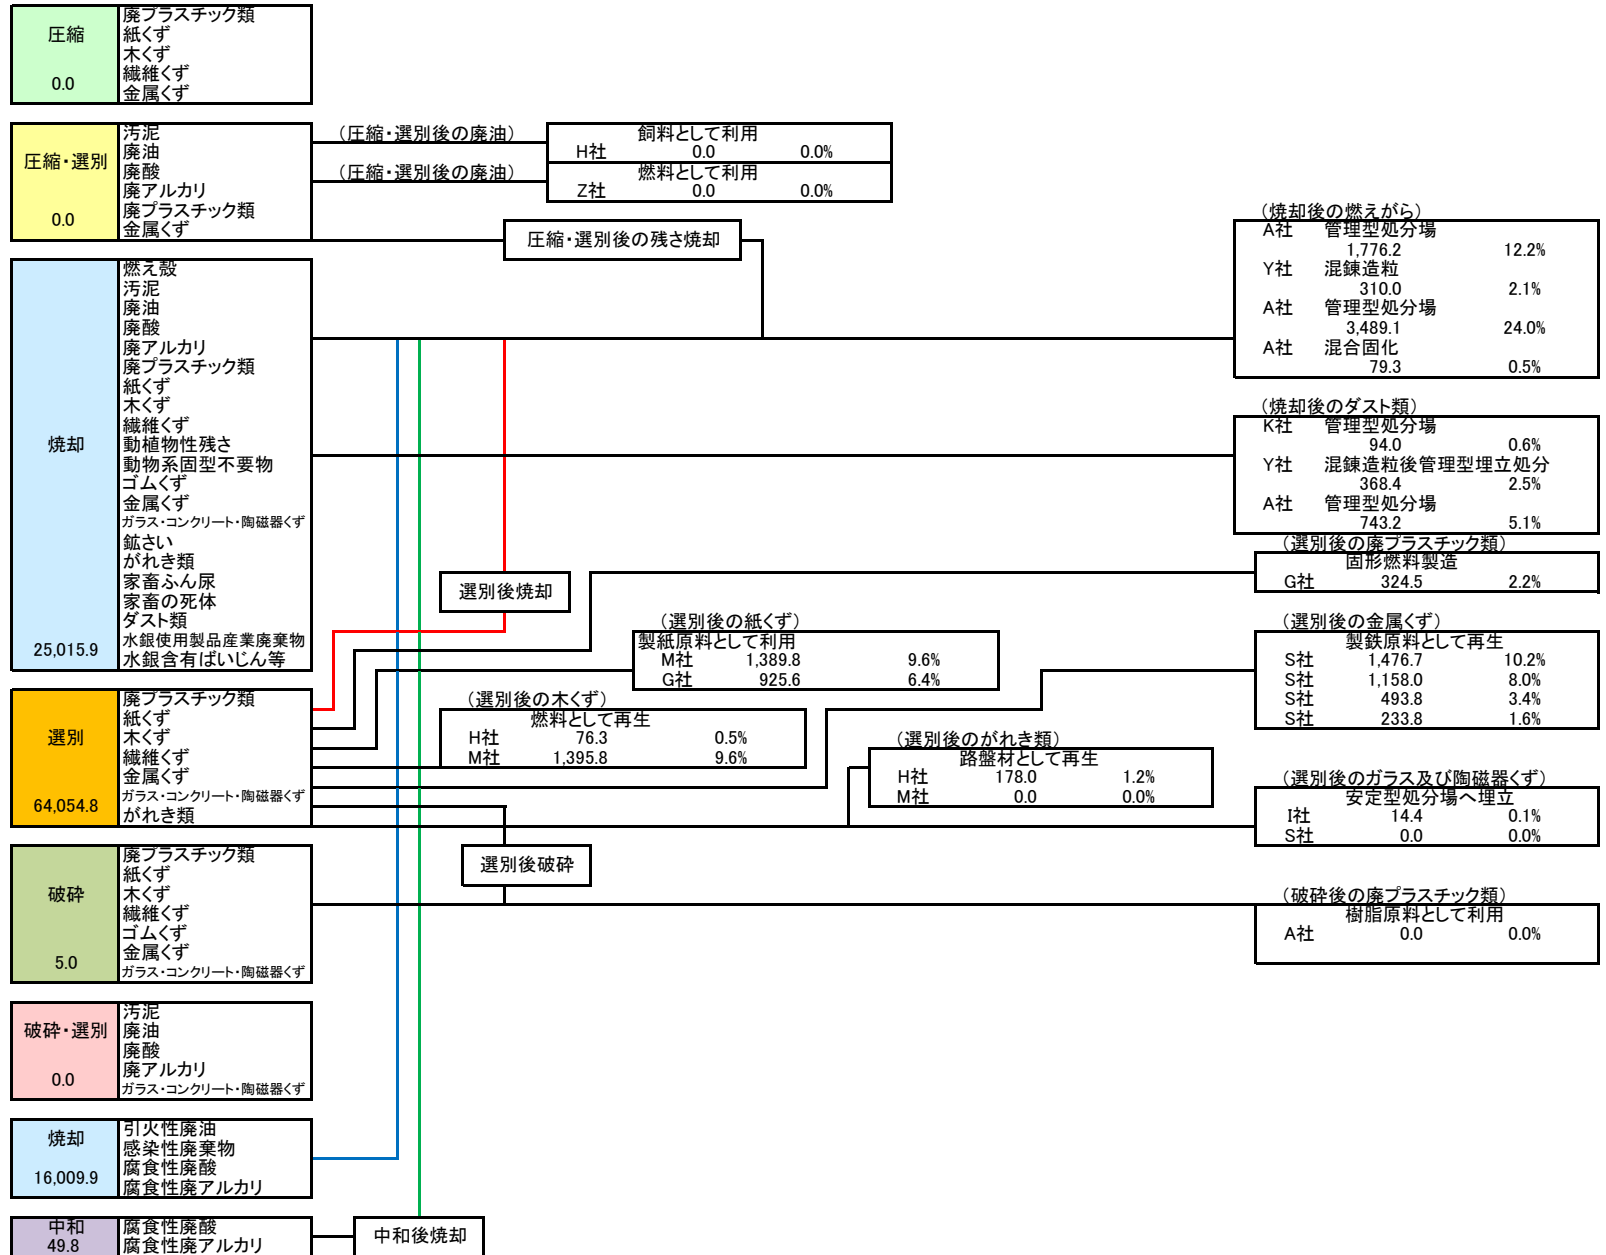 圧縮
0.0
廃プラスチック類
紙くず
木くず
繊維くず
金属くず
圧縮・選別
0.0
汚泥
廃油
廃酸
廃アルカリ
廃プラスチック類
金属くず
（圧縮・選別後の廃油）
（圧縮・選別後の廃油）
飼料として利用
H社 0.0 0.0%
燃料として利用
Z社 0.0 0.0%
圧縮・選別後の残さ焼却
焼却
25,015.9
燃え殻
汚泥
廃油
廃酸
廃アルカリ
廃プラスチック類
紙くず
木くず
繊維くず
動植物性残さ
動物系固型不要物
ゴムくず
金属くず
ガラス・コンクリート・陶磁器くず
鉱さい
がれき類
家畜ふん尿
家畜の死体
ダスト類
水銀使用製品産業廃棄物
水銀含有ばいじん等
（焼却後の燃えがら）
A社 管理型処分場
1,776.2 12.2%
Y社 混錬造粒
310.0 2.1%
A社 管理型処分場
3,489.1 24.0%
A社 混合固化
79.3 0.5%
（焼却後のダスト類）
K社 管理型処分場
94.0 0.6%
Y社 混錬造粒後管理型埋立処分
368.4 2.5%
A社 管理型処分場
743.2 5.1%
（選別後の廃プラスチック類）
固形燃料製造
G社 324.5 2.2%
選別後焼却
（選別後の紙くず）
製紙原料として利用
M社 1,389.8 9.6%
G社 925.6 6.4%
（選別後の金属くず）
製鉄原料として再生
S社 1,476.7 10.2%
S社 1,158.0 8.0%
S社 493.8 3.4%
S社 233.8 1.6%
選別
64,054.8
廃プラスチック類
紙くず
木くず
繊維くず
金属くず
ガラス・コンクリート・陶磁器くず
がれき類
（選別後の木くず）
燃料として再生
H社 76.3 0.5%
M社 1,395.8 9.6%
（選別後のがれき類）
路盤材として再生
H社 178.0 1.2%
M社 0.0 0.0%
（選別後のガラス及び陶磁器くず）
安定型処分場へ埋立
I社 14.4 0.1%
S社 0.0 0.0%
選別後破砕
破砕
5.0
廃プラスチック類
紙くず
木くず
繊維くず
ゴムくず
金属くず
ガラス・コンクリート・陶磁器くず
（破砕後の廃プラスチック類）
樹脂原料として利用
A社 0.0 0.0%
破砕・選別
0.0
汚泥
廃油
廃酸
廃アルカリ
ガラス・コンクリート・陶磁器くず
焼却
16,009.9
引火性廃油
感染性廃棄物
腐食性廃酸
腐食性廃アルカリ
中和
49.8
腐食性廃酸
腐食性廃アルカリ
中和後焼却